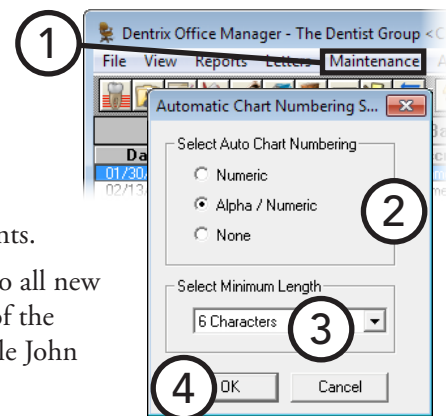 1
Dentrix Office Manager - The Dentist Group <
File View Reports Letters Maintenance
Automatic Chart Numbering S...
Da
01/30/
02/13/
Select Auto Chart Numbering
Numeric
Alpha / Numeric
None
2
nts.
o all new
of the
le John
Select Minimum Length
6 Characters
3
4
OK Cancel